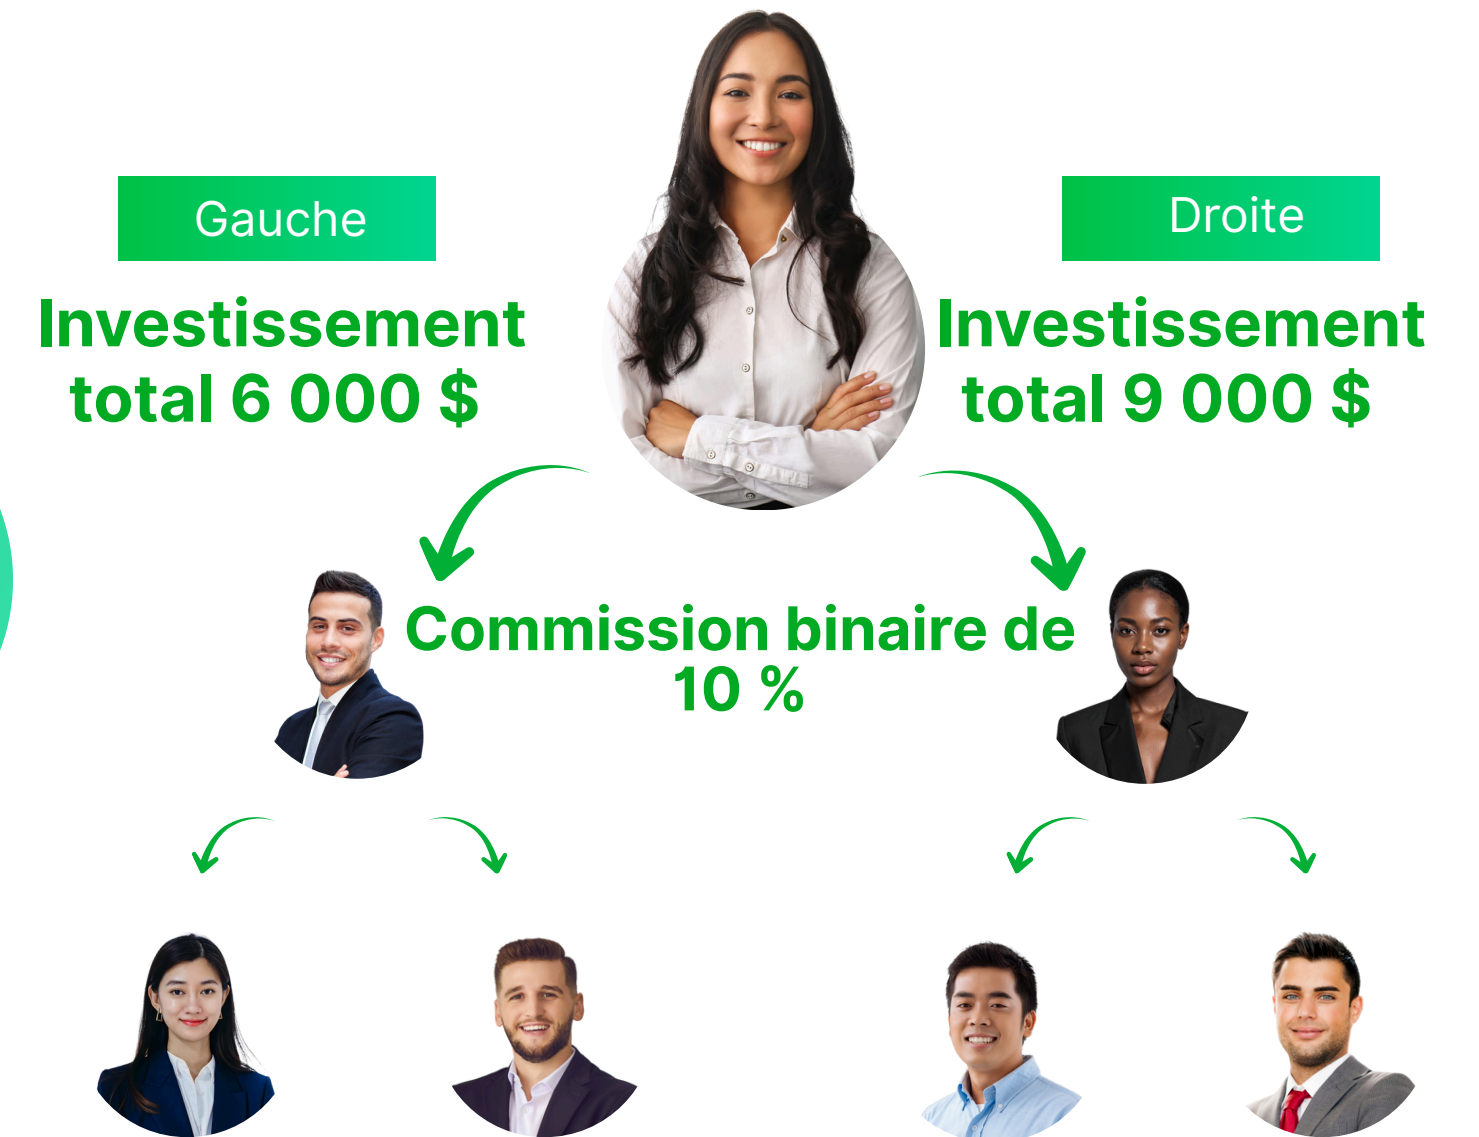 Gauche
Droite
Investissement
total 6 000 $
Investissement
total 9 000 $
Commission binaire de
10 %